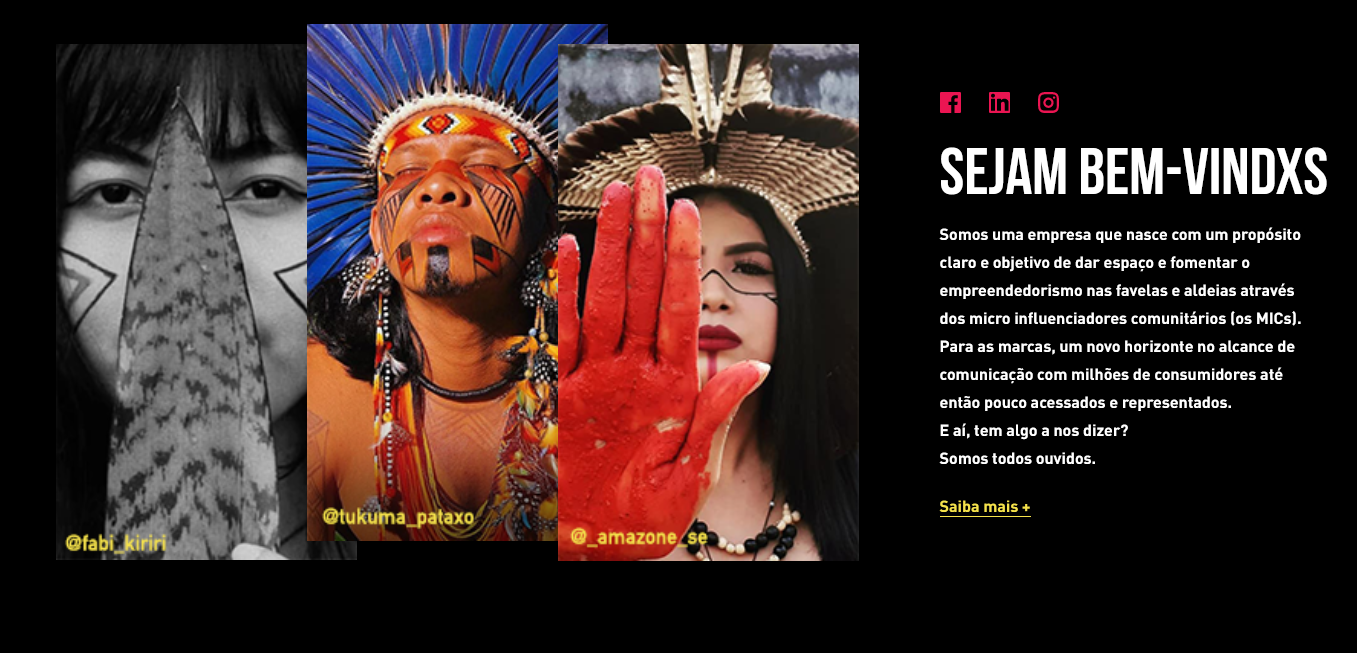 @fabi_kiriri
@tukuma_pataxo
@_amazone_se
SEJAM BEM-VINDXS
Somos uma empresa que nasce com um propósito
claro e objetivo de dar espaço e fomentar o
empreendedorismo nas favelas e aldeias através
dos micro influenciadores comunitários (os MICs).
Para as marcas, um novo horizonte no alcance de
comunicação com milhões de consumidores até
então pouco acessados e representados.
E aí, tem algo a nos dizer?
Somos todos ouvidos.
Saiba mais +